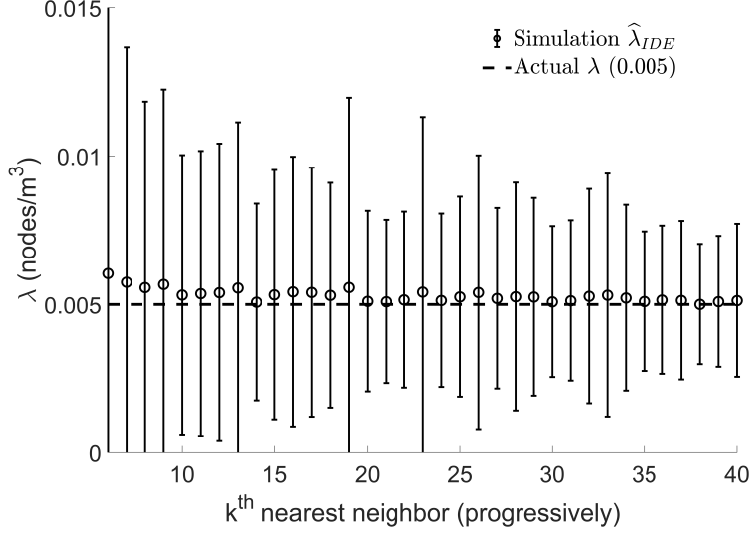 0.015
0.01
0.005
0
λ (nodes/m³)
Simulation λ̂_IDE
Actual λ (0.005)
10 15 20 25 30 35 40
kᵗʰ nearest neighbor (progressively)